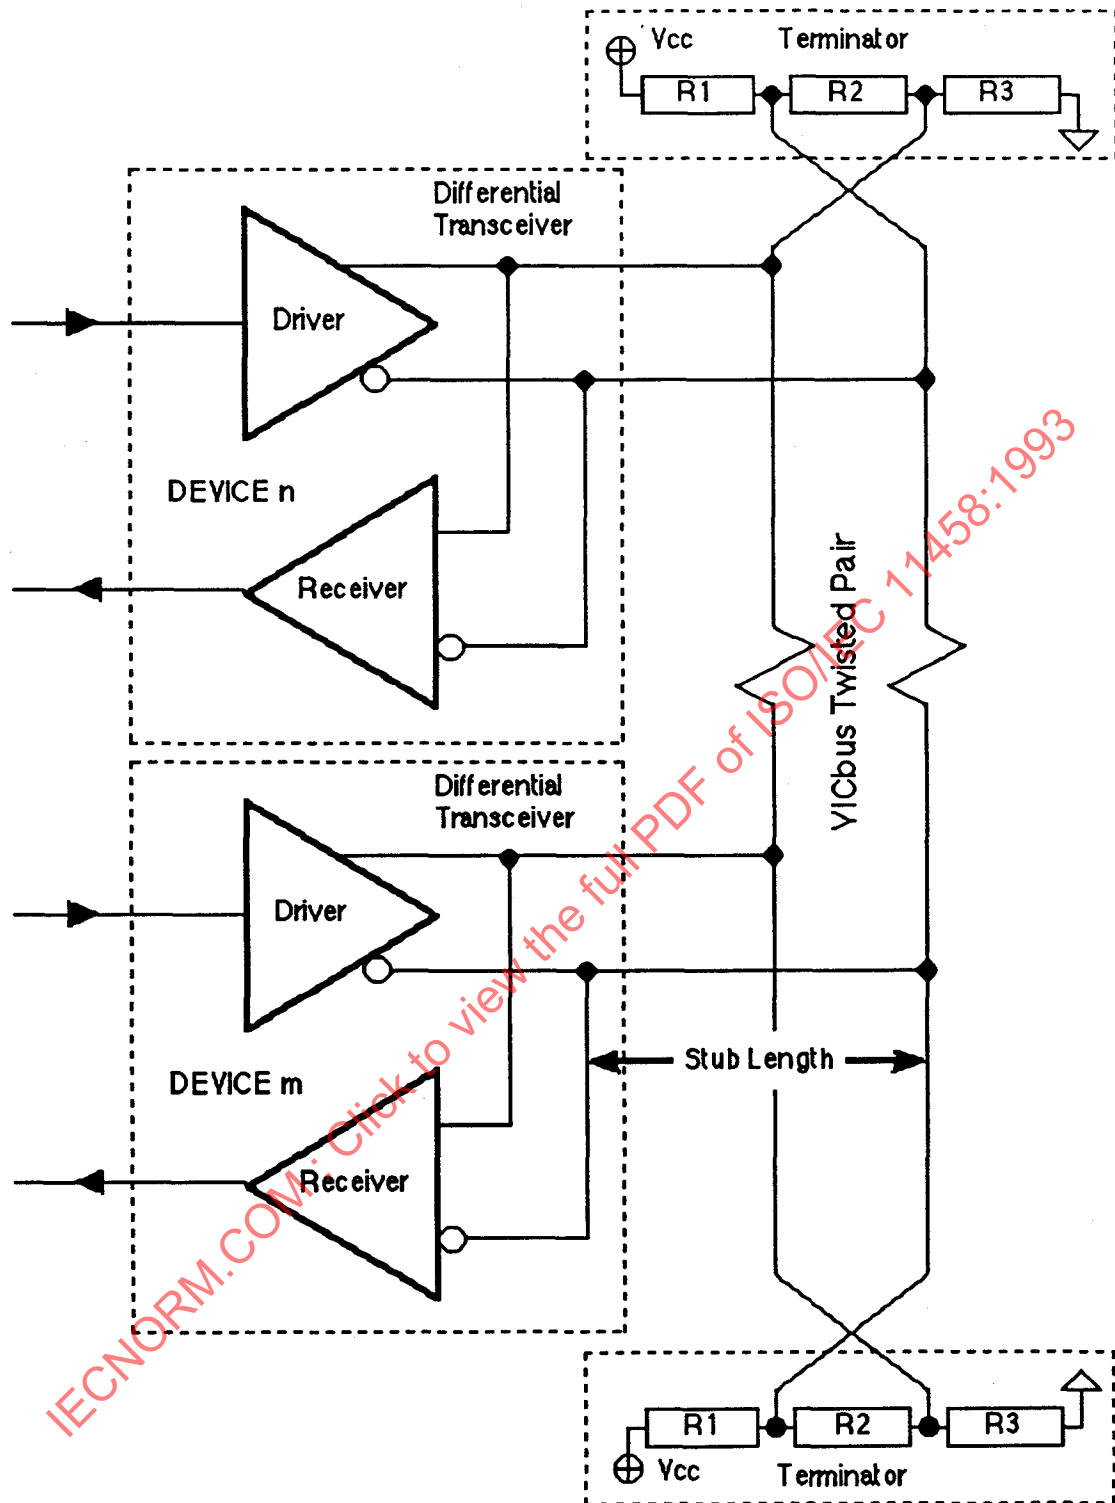 Vcc
Terminator
R1
R2
R3
Differential
Transceiver
Driver
DEVICE n
Receiver
VICbus Twisted Pair
Differential
Transceiver
Driver
Stub Length
DEVICE m
Receiver
R1
R2
R3
Vcc
Terminator
IECNORM.COM: Click to view the full PDF of ISO/IEC 11458:1993